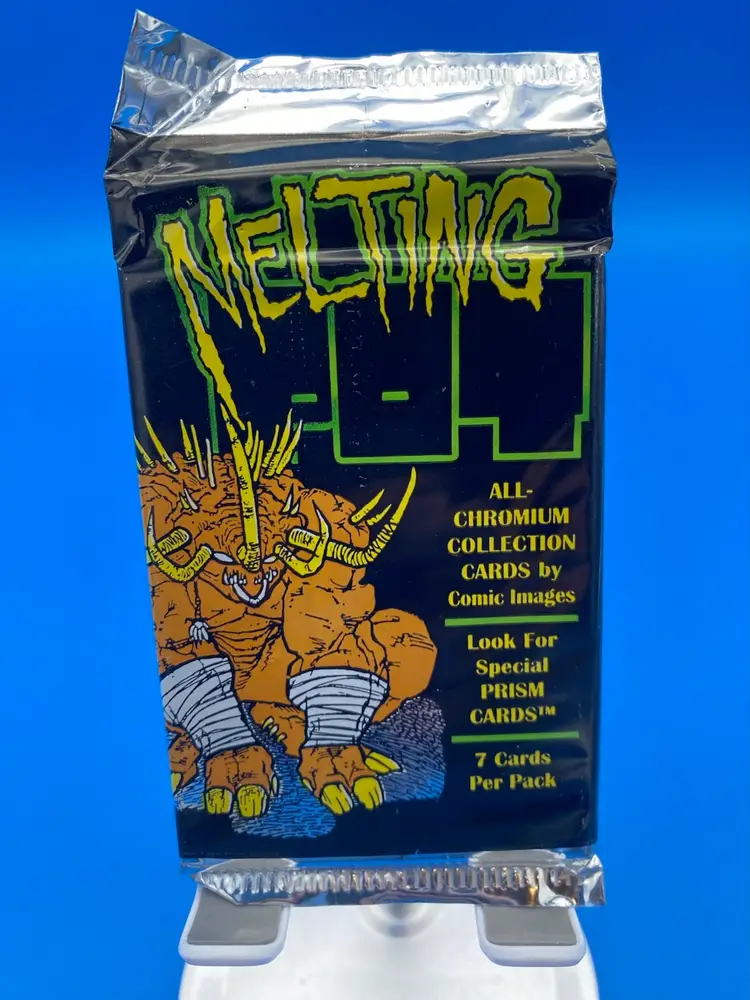 MELTING
POT
ALL-
CHROMIUM
COLLECTION
CARDS by
Comic Images
Look For
Special
PRISM
CARDS™
7 Cards
Per Pack